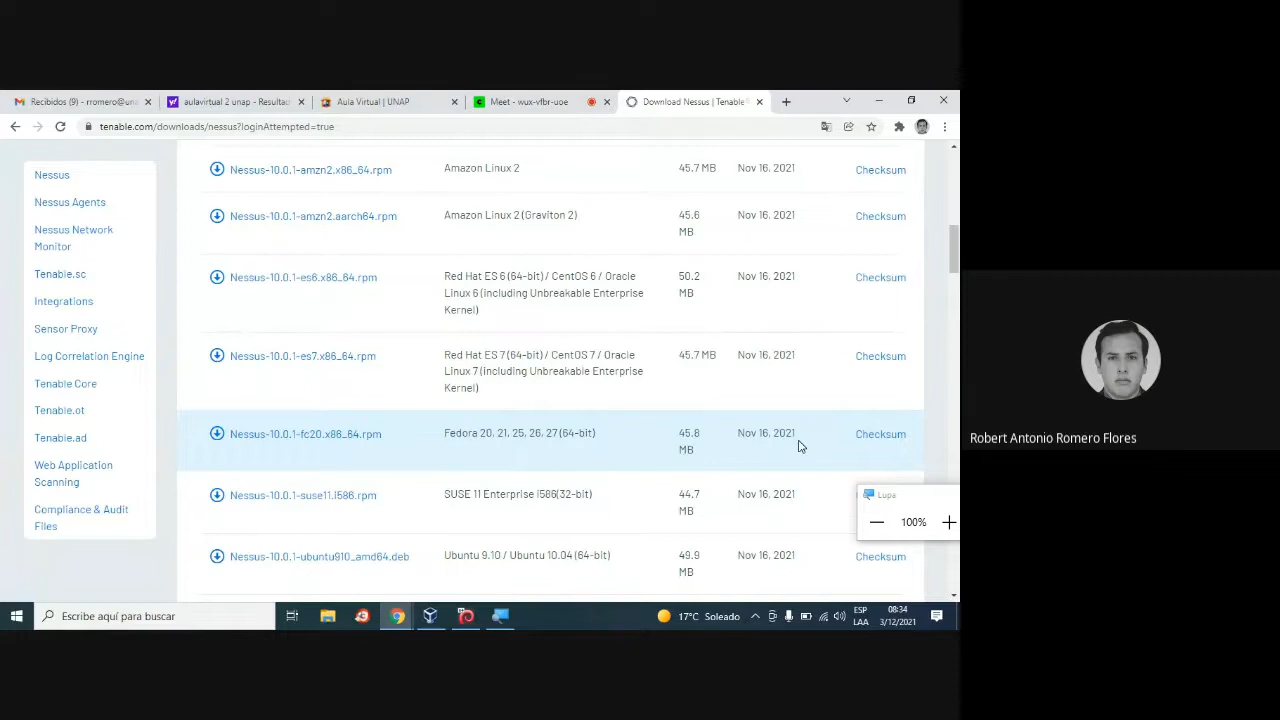 Recibidos (9) - rromero@una
aulavirtual 2 unap - Resultad
Aula Virtual | UNAP
Meet - wux-vfbr-uoe
Download Nessus | Tenable
tenable.com/downloads/nessus?loginAttempted=true
Nessus
Nessus Agents
Nessus Network
Monitor
Tenable.sc
Integrations
Sensor Proxy
Log Correlation Engine
Tenable Core
Tenable.ot
Tenable.ad
Web Application
Scanning
Compliance & Audit
Files
Nessus-10.0.1-amzn2.x86_64.rpm
Amazon Linux 2
45.7 MB
Nov 16, 2021
Checksum
Nessus-10.0.1-amzn2.aarch64.rpm
Amazon Linux 2 (Graviton 2)
45.6
MB
Nov 16, 2021
Checksum
Nessus-10.0.1-es6.x86_64.rpm
Red Hat ES 6 (64-bit) / CentOS 6 / Oracle
Linux 6 (including Unbreakable Enterprise
Kernel)
50.2
MB
Nov 16, 2021
Checksum
Nessus-10.0.1-es7.x86_64.rpm
Red Hat ES 7 (64-bit) / CentOS 7 / Oracle
Linux 7 (including Unbreakable Enterprise
Kernel)
45.7 MB
Nov 16, 2021
Checksum
Nessus-10.0.1-fc20.x86_64.rpm
Fedora 20, 21, 25, 26, 27 (64-bit)
45.8
MB
Nov 16, 2021
Checksum
Nessus-10.0.1-suse11.i586.rpm
SUSE 11 Enterprise i586(32-bit)
44.7
MB
Nov 16, 2021
Nessus-10.0.1-ubuntu910_amd64.deb
Ubuntu 9.10 / Ubuntu 10.04 (64-bit)
49.9
MB
Nov 16, 2021
Checksum
Lupa
100%
Robert Antonio Romero Flores
Escribe aquí para buscar
17°C Soleado
ESP
LAA
08:34
3/12/2021